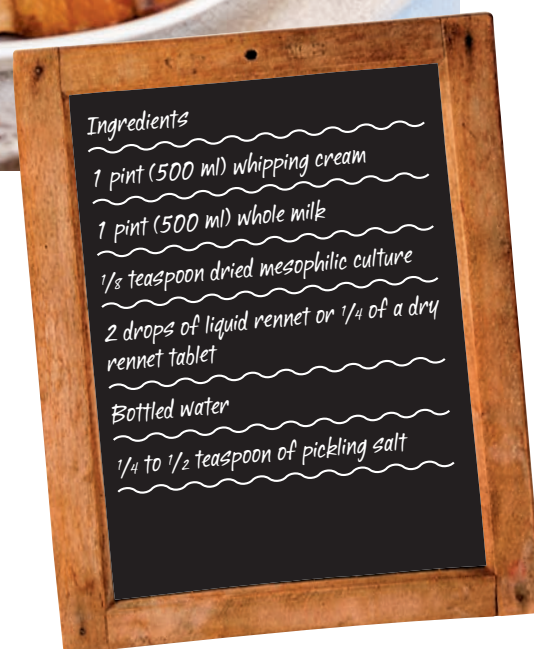 Ingredients
1 pint (500 ml) whipping cream
1 pint (500 ml) whole milk
1/8 teaspoon dried mesophilic culture
2 drops of liquid rennet or 1/4 of a dry
rennet tablet
Bottled water
1/4 to 1/2 teaspoon of pickling salt